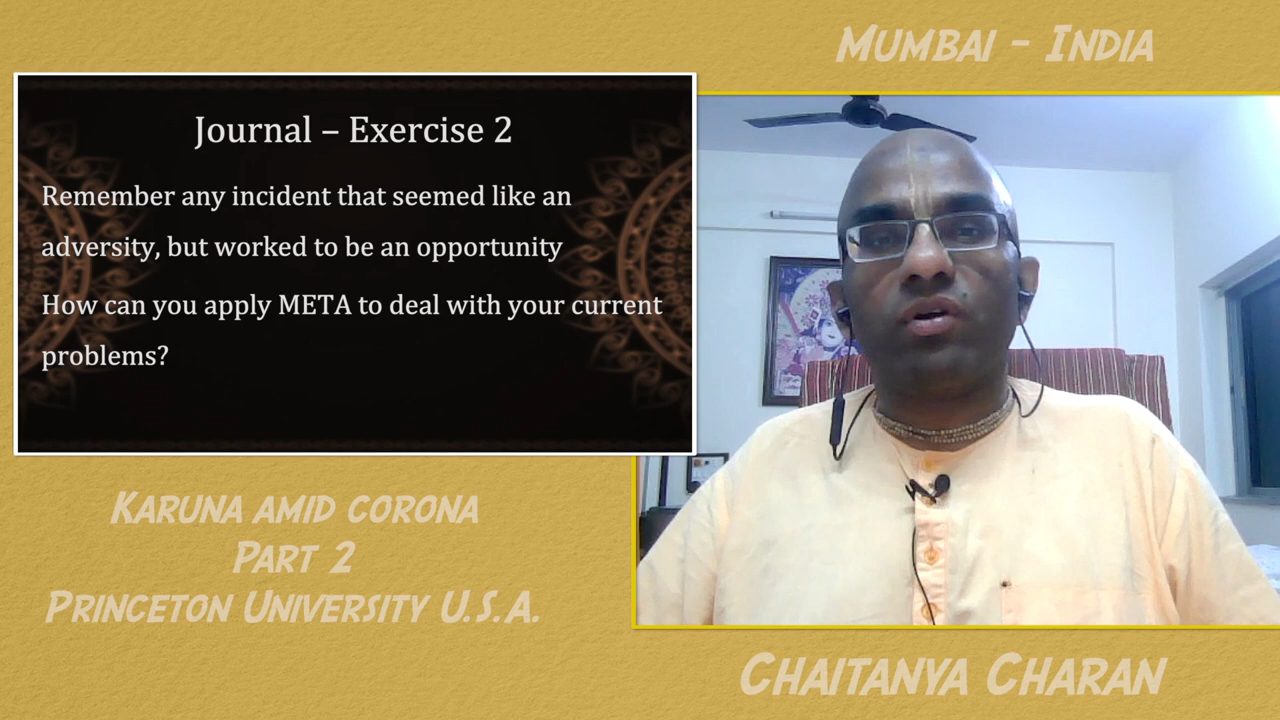 Mumbai - India
Journal – Exercise 2
Remember any incident that seemed like an
adversity, but worked to be an opportunity
How can you apply META to deal with your current
problems?
Karuna amid corona
Part 2
Princeton University U.S.A.
Chaitanya Charan